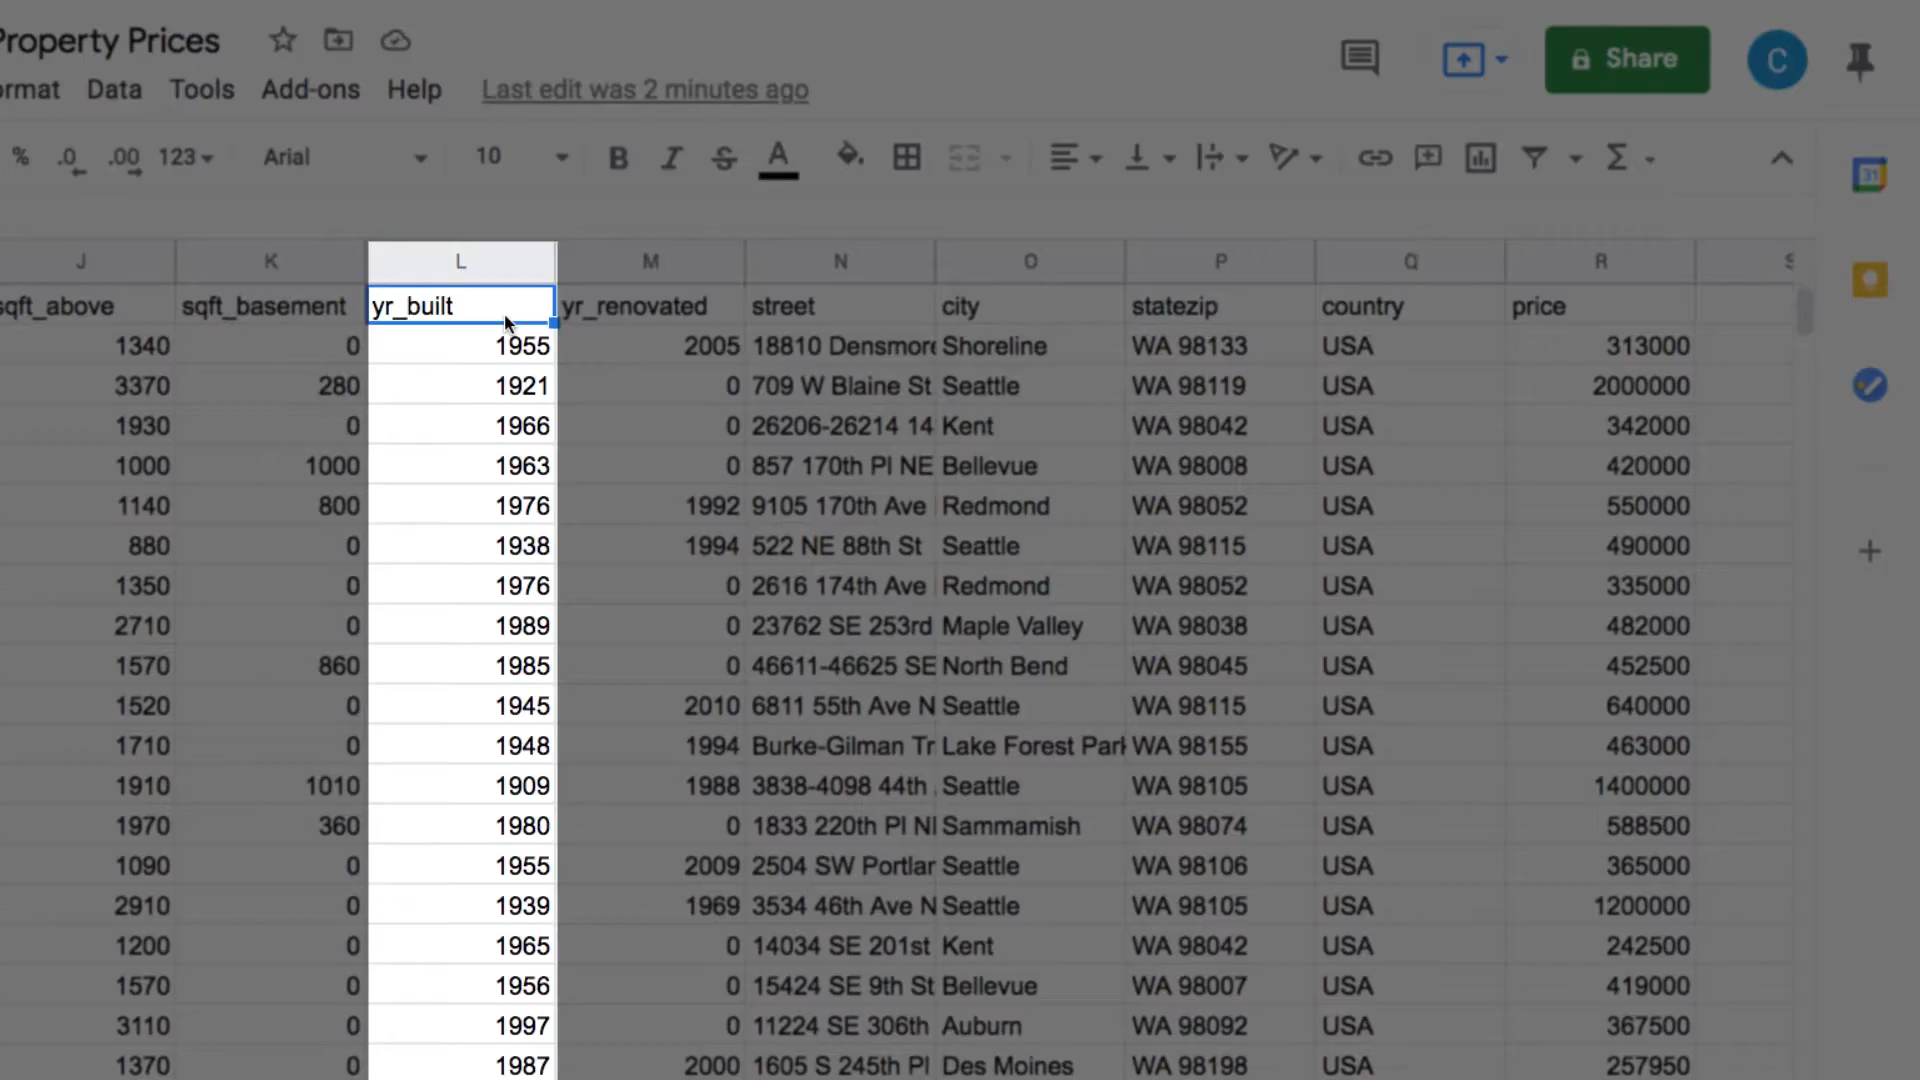 Property Prices
ormat Data Tools Add-ons Help Last edit was 2 minutes ago
Share
C
% .0 .00 123 Arial 10 B I S A Σ
31
J K L M N O P Q R S
sqft_above sqft_basement yr_built yr_renovated street city statezip country price
1340 0 1955 2005 18810 Densmore Shoreline WA 98133 USA 313000
3370 280 1921 0 709 W Blaine St Seattle WA 98119 USA 2000000
1930 0 1966 0 26206-26214 14 Kent WA 98042 USA 342000
1000 1000 1963 0 857 170th Pl NE Bellevue WA 98008 USA 420000
1140 800 1976 1992 9105 170th Ave Redmond WA 98052 USA 550000
880 0 1938 1994 522 NE 88th St Seattle WA 98115 USA 490000
1350 0 1976 0 2616 174th Ave Redmond WA 98052 USA 335000
2710 0 1989 0 23762 SE 253rd Maple Valley WA 98038 USA 482000
1570 860 1985 0 46611-46625 SE North Bend WA 98045 USA 452500
1520 0 1945 2010 6811 55th Ave N Seattle WA 98115 USA 640000
1710 0 1948 1994 Burke-Gilman Tr Lake Forest Park WA 98155 USA 463000
1910 1010 1909 1988 3838-4098 44th Seattle WA 98105 USA 1400000
1970 360 1980 0 1833 220th Pl NE Sammamish WA 98074 USA 588500
1090 0 1955 2009 2504 SW Portlan Seattle WA 98106 USA 365000
2910 0 1939 1969 3534 46th Ave N Seattle WA 98105 USA 1200000
1200 0 1965 0 14034 SE 201st Kent WA 98042 USA 242500
1570 0 1956 0 15424 SE 9th St Bellevue WA 98007 USA 419000
3110 0 1997 0 11224 SE 306th Auburn WA 98092 USA 367500
1370 0 1987 2000 1605 S 245th Pl Des Moines WA 98198 USA 257950